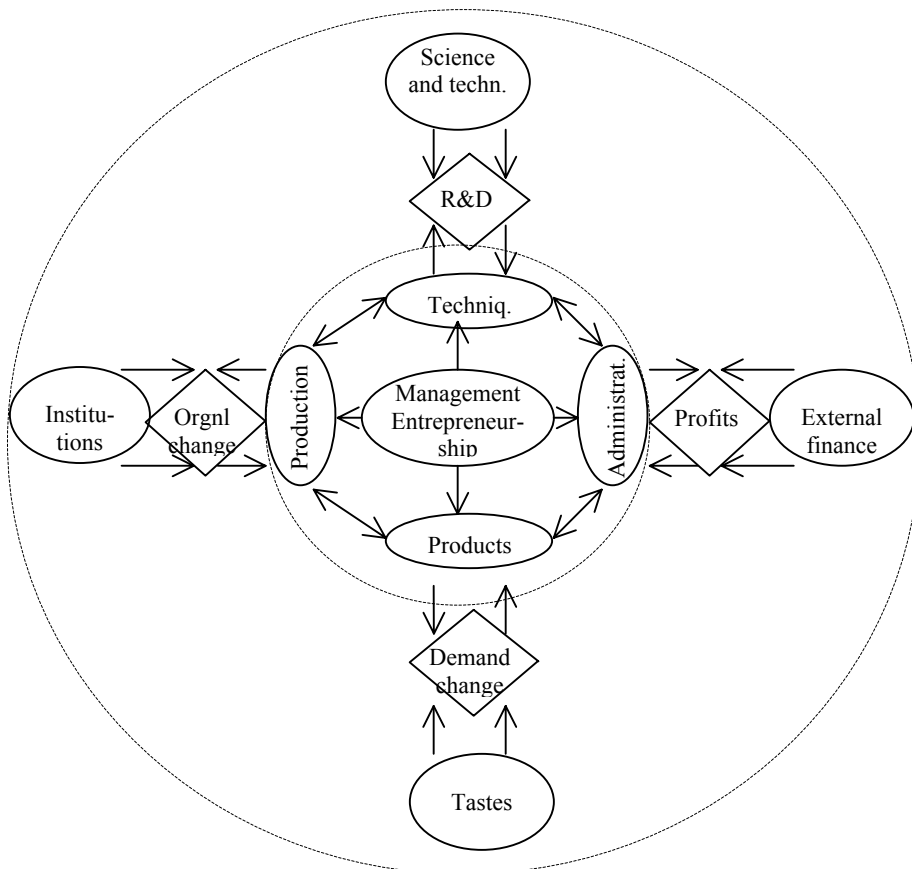 Science
and techn.
R&D
Techniq.
Institu-
tions
Orgnl
change
Production
Management
Entrepreneur-
ship
Administrat.
Profits
External
finance
Products
Demand
change
Tastes